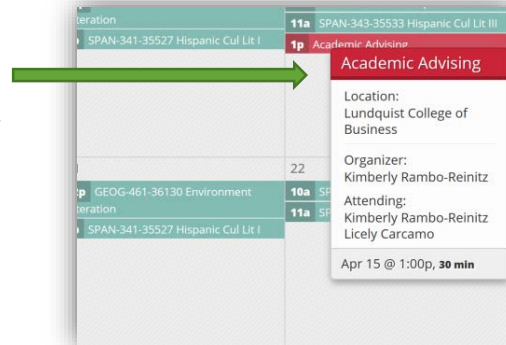 teration
SPAN-341-35527 Hispanic Cul Lit I
11a SPAN-343-35533 Hispanic Cul Lit III
1p Academic Advising
Academic Advising
Location:
Lundquist College of
Business
Organizer:
Kimberly Rambo-Reinitz
Attending:
Kimberly Rambo-Reinitz
Licely Carcamo
Apr 15 @ 1:00p, 30 min
p GEOG-461-36130 Environment
teration
SPAN-341-35527 Hispanic Cul Lit I
22
10a SP
11a SP